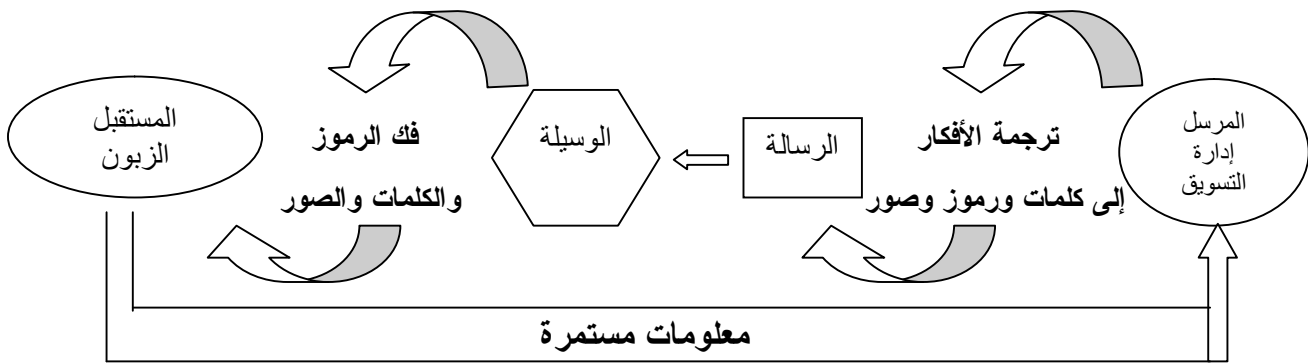 المرسل
إدارة
التسويق
ترجمة الأفكار
إلى كلمات ورموز وصور
الرسالة
الوسيلة
فك الرموز
والكلمات والصور
المستقبل
الزبون
معلومات مستمرة